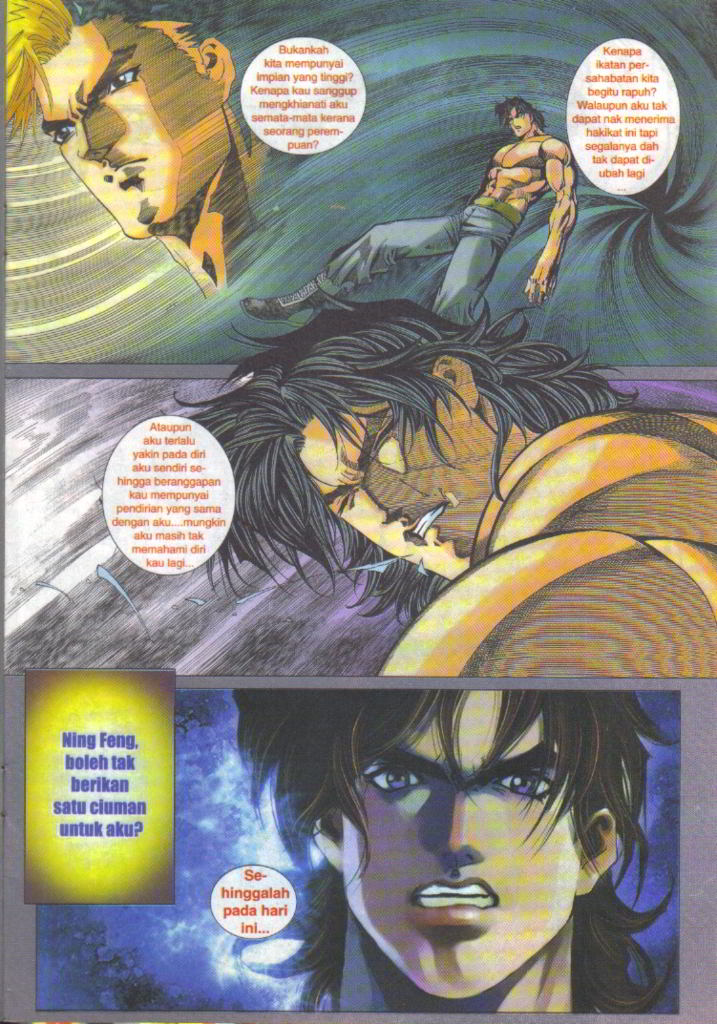 Bukankah
kita mempunyai
impian yang tinggi?
Kenapa kau sanggup
mengkhianati aku
semata-mata kerana
seorang perem-
puan?
Kenapa
ikatan per-
sahabatan kita
begitu rapuh?
Walaupun aku tak
dapat nak menerima
hakikat ini tapi
segalanya dah
tak dapat di-
ubah lagi
...
Ataupun
aku terlalu
yakin pada diri
aku sendiri se-
hingga beranggapan
kau mempunyai
pendirian yang sama
dengan aku....mungkin
aku masih tak
memahami diri
kau lagi...
Ning Feng,
boleh tak
berikan
satu ciuman
untuk aku?
Se-
hinggalah
pada hari
ini...